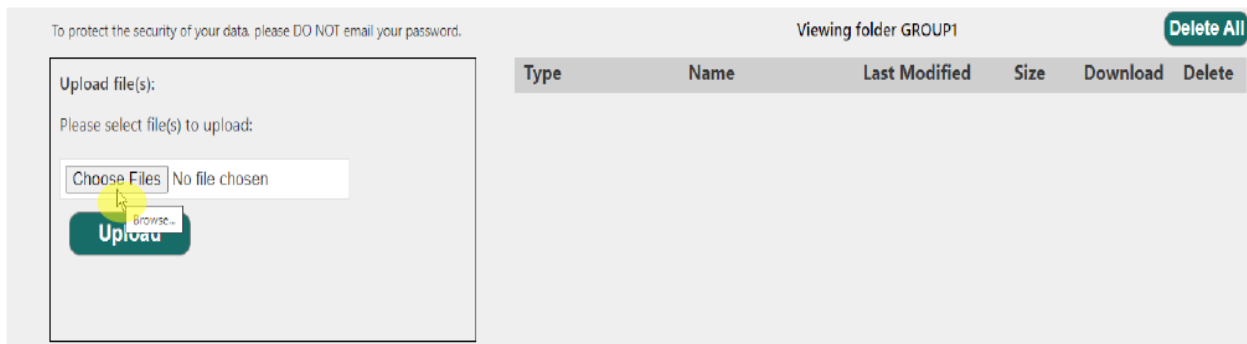 To protect the security of your data, please DO NOT email your password.
Viewing folder GROUP1
Delete All
Upload file(s):
Please select file(s) to upload:
Choose Files No file chosen
Browse...
Upload
Type Name Last Modified Size Download Delete